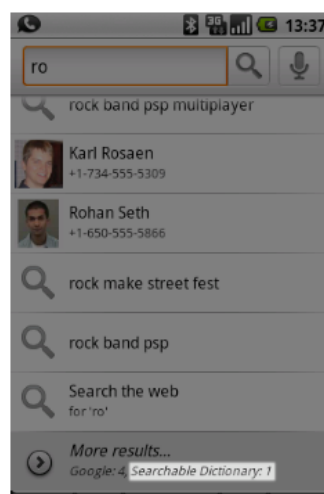 3G
13:37
ro
rock band psp multiplayer
Karl Rosaen
+1-734-555-5309
Rohan Seth
+1-650-555-5866
rock make street fest
rock band psp
Search the web
for 'ro'
More results...
Google: 4, Searchable Dictionary: 1